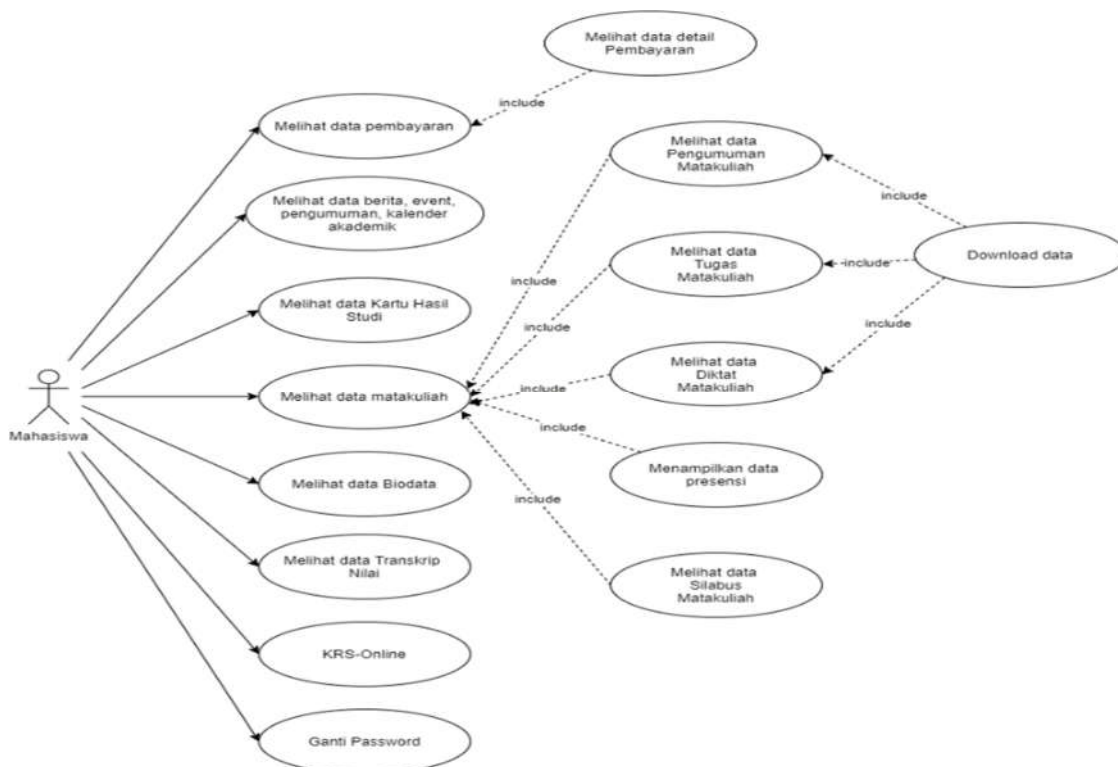 Melihat data detail
Pembayaran
include
Melihat data pembayaran
Melihat data
Pengumuman
Matakuliah
include
Melihat data berita, event,
pengumuman, kalender
akademik
Melihat data
Tugas
Matakuliah
include
Download data
include
Melihat data Kartu Hasil
Studi
include
include
Melihat data
Diktat
Matakuliah
include
Mahasiswa
Melihat data matakuliah
include
Menampilkan data
presensi
Melihat data Biodata
include
Melihat data Transkrip
Nilai
Melihat data
Silabus
Matakuliah
KRS-Online
Ganti Password